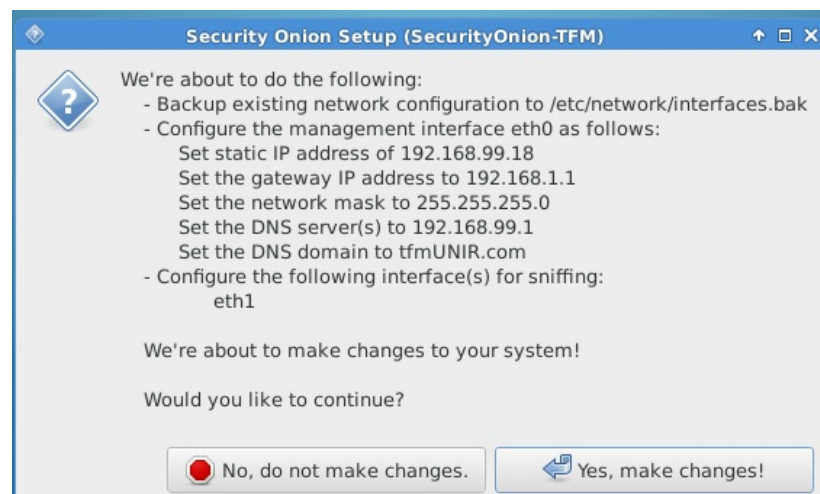 Security Onion Setup (SecurityOnion-TFM)
We're about to do the following:
- Backup existing network configuration to /etc/network/interfaces.bak
- Configure the management interface eth0 as follows:
Set static IP address of 192.168.99.18
Set the gateway IP address to 192.168.1.1
Set the network mask to 255.255.255.0
Set the DNS server(s) to 192.168.99.1
Set the DNS domain to tfmUNIR.com
- Configure the following interface(s) for sniffing:
eth1
We're about to make changes to your system!
Would you like to continue?
No, do not make changes.
Yes, make changes!